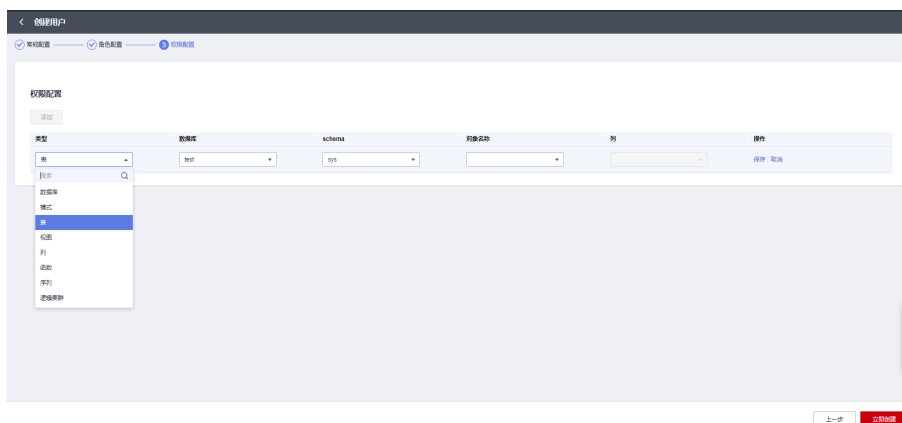 创建用户
常规配置 角色配置 3 权限配置
权限配置
添加
类型 数据库 schema 对象名称 列 操作
表 test sys 保存 取消
搜索
数据库
模式
表
视图
列
函数
序列
逻辑集群
上一步 立即创建